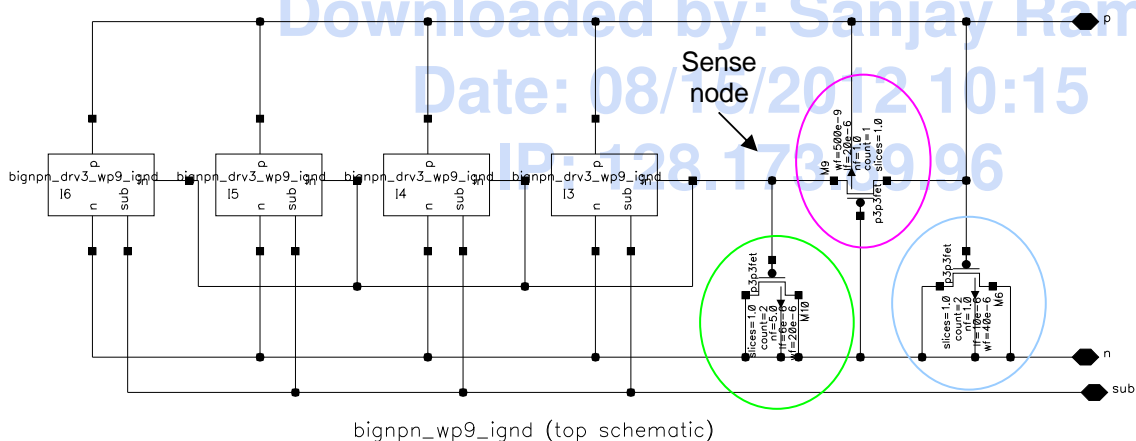 Downloaded by: Sanjay Ram
Date: 08/15/2012 10:15
IP: 128.173.39.96
p
Sense
node
M9
wf=500e-9
lf=20e-6
nf=1.0
count=1
slices=1.0
p3p3fet
p
bignpn_drv3_wp9_ignd
in
I6
n
sub
p
bignpn_drv3_wp9_ignd
in
I5
n
sub
p
bignpn_drv3_wp9_ignd
in
I4
n
sub
p
bignpn_drv3_wp9_ignd
in
I3
n
sub
p3p3fet
M10
slices=1.0
count=2
nf=5.0
lf=6e-6
wf=20e-6
p3p3fet
M6
slices=1.0
count=2
nf=1.0
lf=10e-6
wf=40e-6
n
sub
bignpn_wp9_ignd (top schematic)